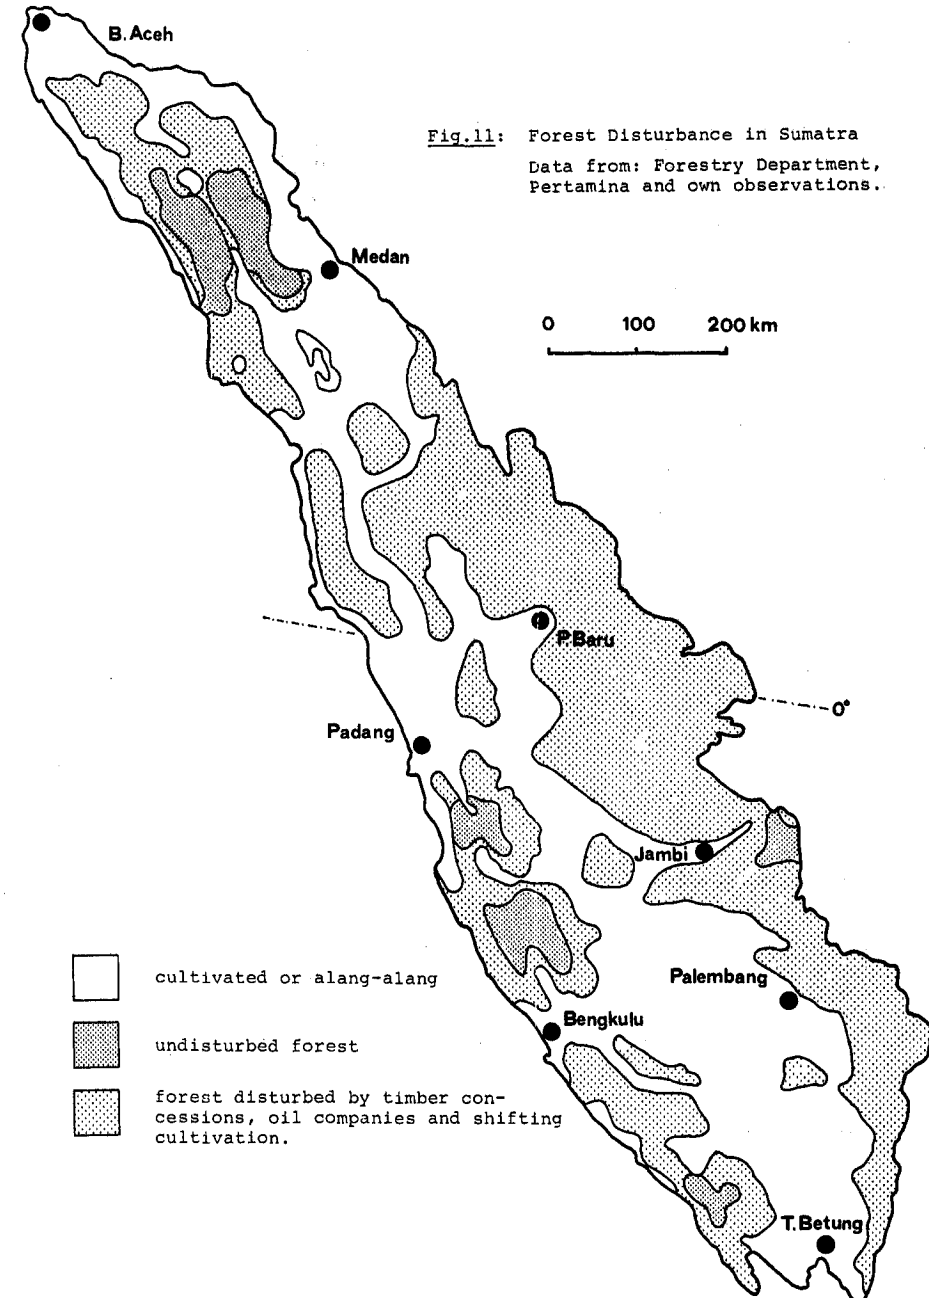 B.Aceh
Fig.11: Forest Disturbance in Sumatra
Data from: Forestry Department,
Pertamina and own observations.
Medan
0 100 200 km
P.Baru
0°
Padang
Jambi
Palembang
Bengkulu
T.Betung
cultivated or alang-alang
undisturbed forest
forest disturbed by timber con-
cessions, oil companies and shifting
cultivation.